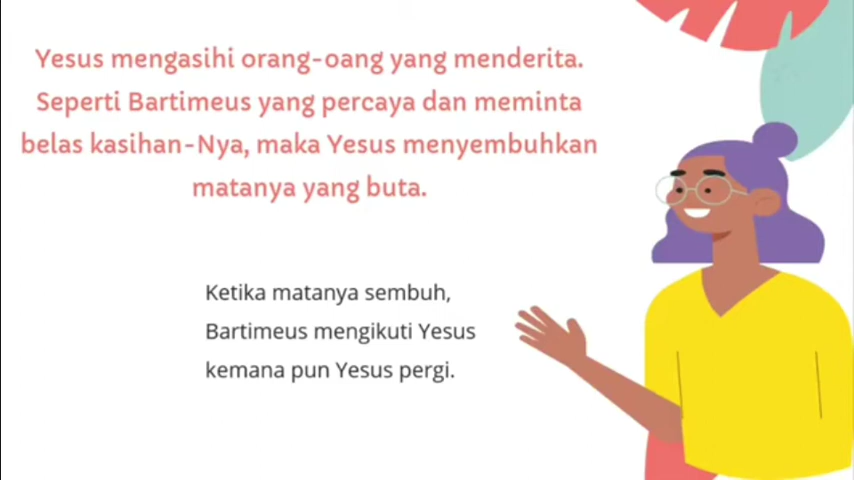 Yesus mengasihi orang-oang yang menderita.
Seperti Bartimeus yang percaya dan meminta
belas kasihan-Nya, maka Yesus menyembuhkan
matanya yang buta.
Ketika matanya sembuh,
Bartimeus mengikuti Yesus
kemana pun Yesus pergi.